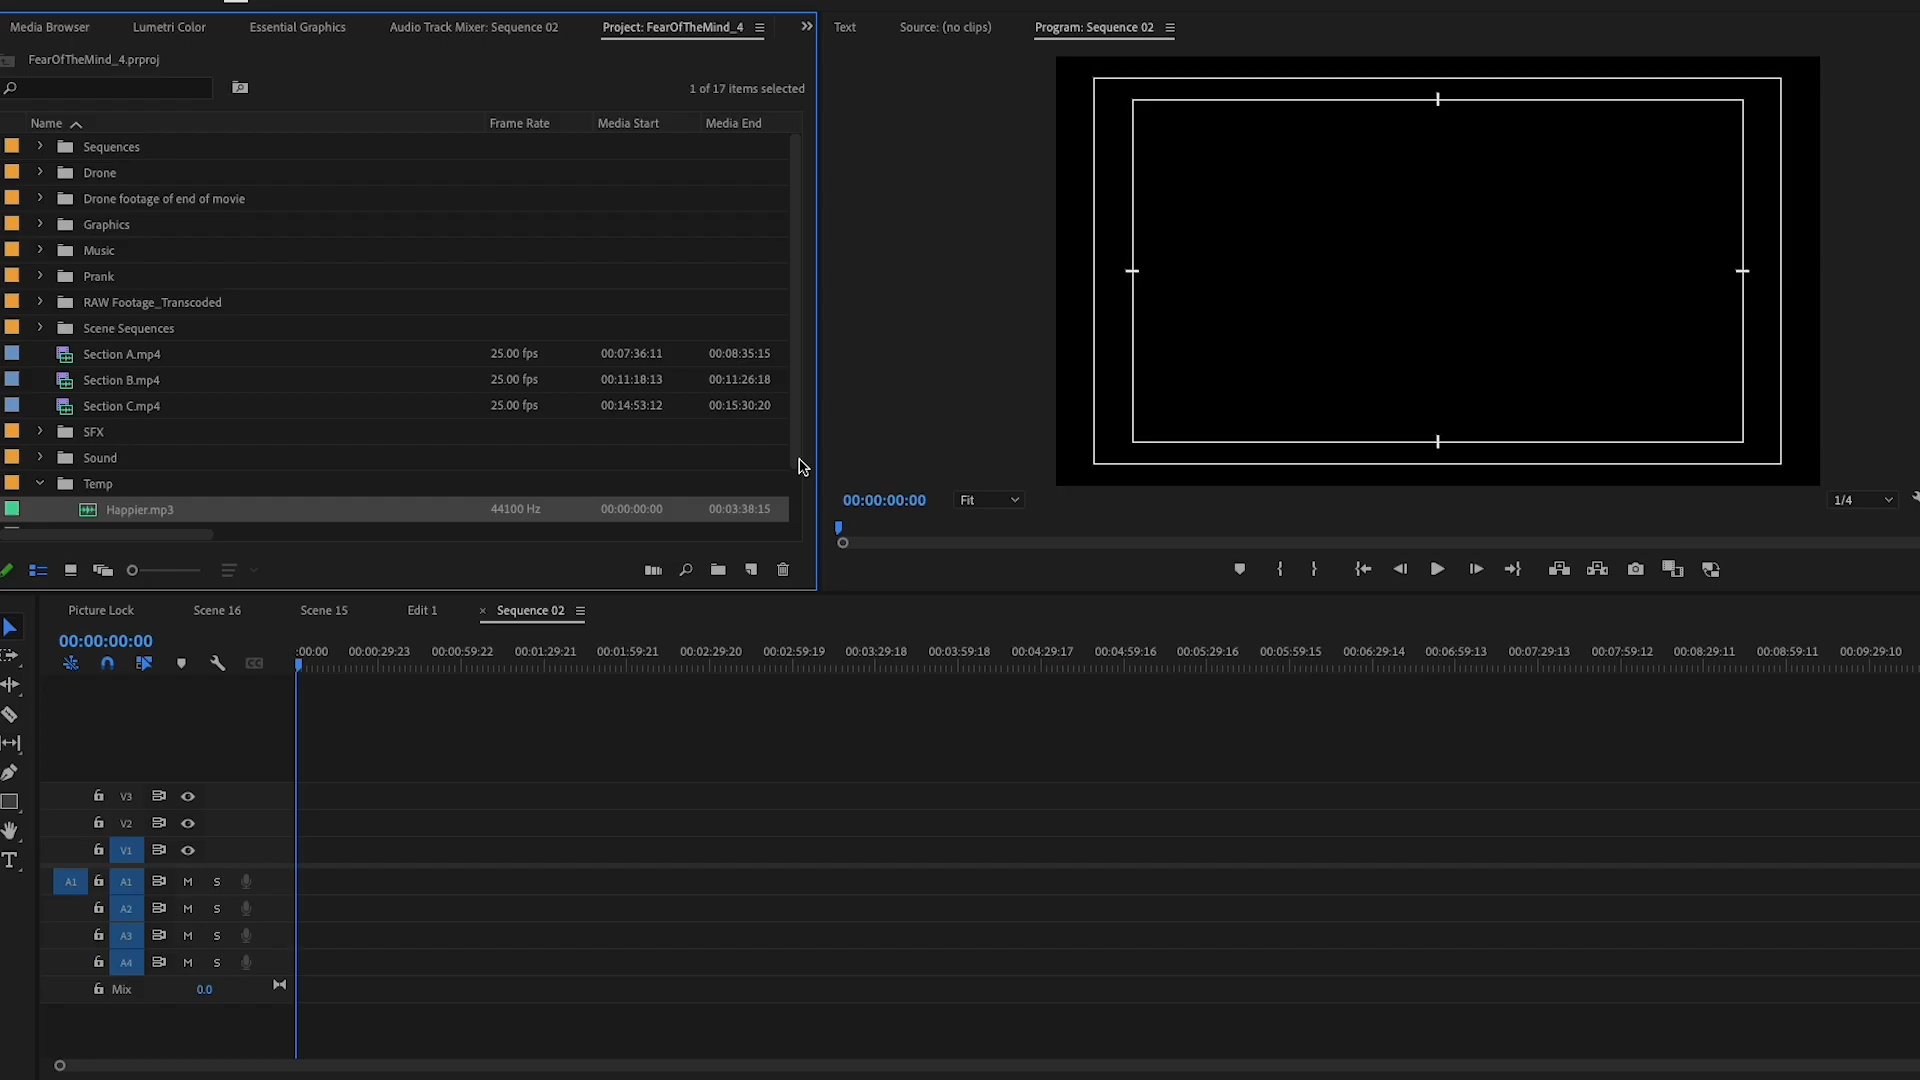 Media Browser Lumetri Color Essential Graphics Audio Track Mixer: Sequence 02 Project: FearOfTheMind_4
FearOfTheMind_4.prproj
1 of 17 items selected
Name Frame Rate Media Start Media End
Sequences
Drone
Drone footage of end of movie
Graphics
Music
Prank
RAW Footage_Transcoded
Scene Sequences
Section A.mp4 25.00 fps 00:07:36:11 00:08:35:15
Section B.mp4 25.00 fps 00:11:18:13 00:11:26:18
Section C.mp4 25.00 fps 00:14:53:12 00:15:30:20
SFX
Sound
Temp
Happier.mp3 44100 Hz 00:00:00:00 00:03:38:15
Text Source: (no clips) Program: Sequence 02
00:00:00:00 Fit 1/4
Picture Lock Scene 16 Scene 15 Edit 1 × Sequence 02
00:00:00:00
:00:00 00:00:29:23 00:00:59:22 00:01:29:21 00:01:59:21 00:02:29:20 00:02:59:19 00:03:29:18 00:03:59:18 00:04:29:17 00:04:59:16 00:05:29:16 00:05:59:15 00:06:29:14 00:06:59:13 00:07:29:13 00:07:59:12 00:08:29:11 00:08:59:11 00:09:29:10
V3
V2
V1
A1 A1 M S
A2 M S
A3 M S
A4 M S
Mix 0.0